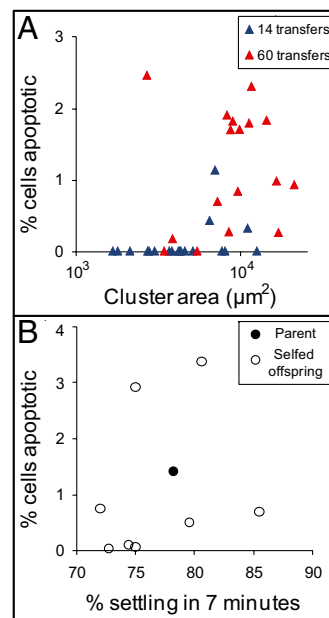 A
14 transfers
60 transfers
% cells apoptotic
3
2
1
0
10³
10⁴
Cluster area (µm²)
B
Parent
Selfed
offspring
% cells apoptotic
4
3
2
1
0
70
75
80
85
90
% settling in 7 minutes